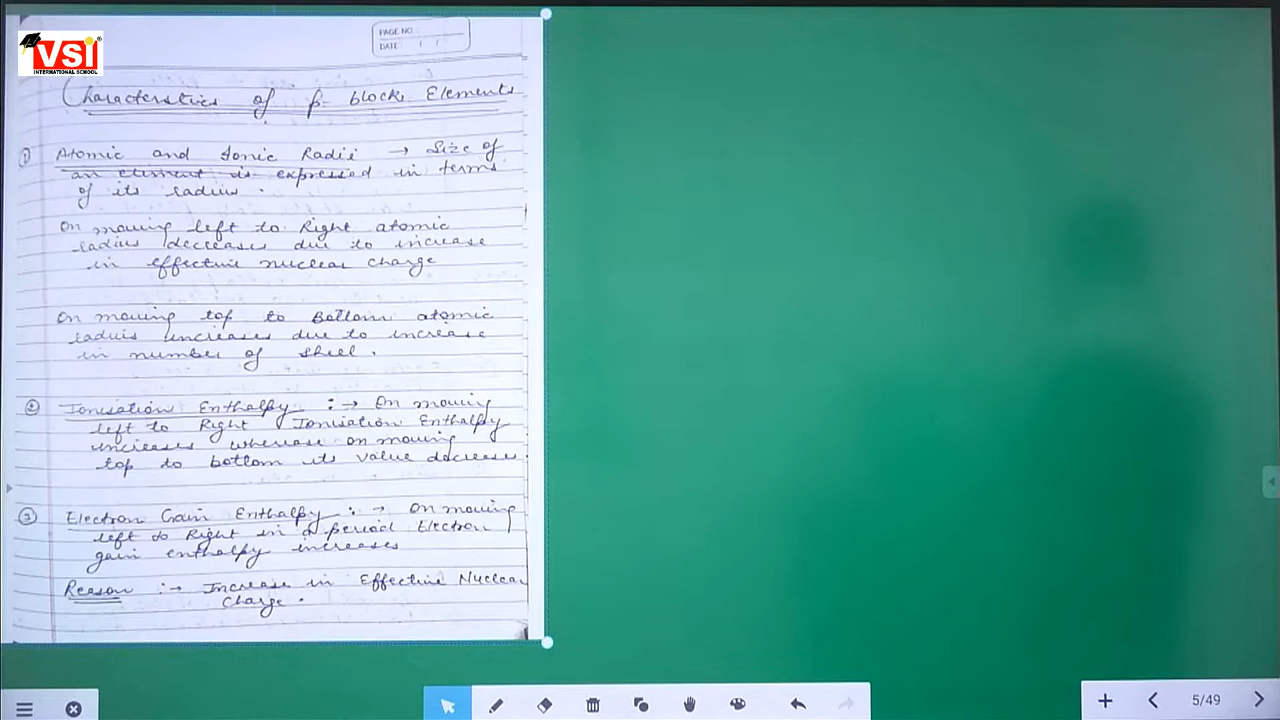 VSI
INTERNATIONAL SCHOOL
PAGE NO.
DATE / /
Characterstics of p-block Elements
① Atomic and Ionic Radii → Size of
an element is expressed in terms
of its radius.
On moving left to Right atomic
radius decreases due to increase
in effective nuclear charge
On moving top to Bottom atomic
raduis increases due to increase
in number of shell.
② Ionisation Enthalpy :→ On moving
left to Right Ionisation Enthalpy
increases wherease on moving
top to bottom its value decreases.
③ Electron Gain Enthalpy :→ On moving
left to Right in a period Electron
gain enthalpy increases
Reason :→ Increase in Effective Nuclear
charge.
5/49